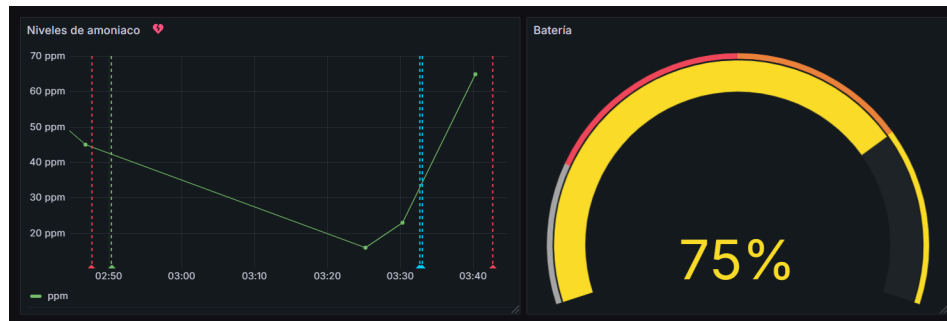 Niveles de amoniaco
70 ppm
60 ppm
50 ppm
40 ppm
30 ppm
20 ppm
02:50 03:00 03:10 03:20 03:30 03:40
ppm
Batería
75%